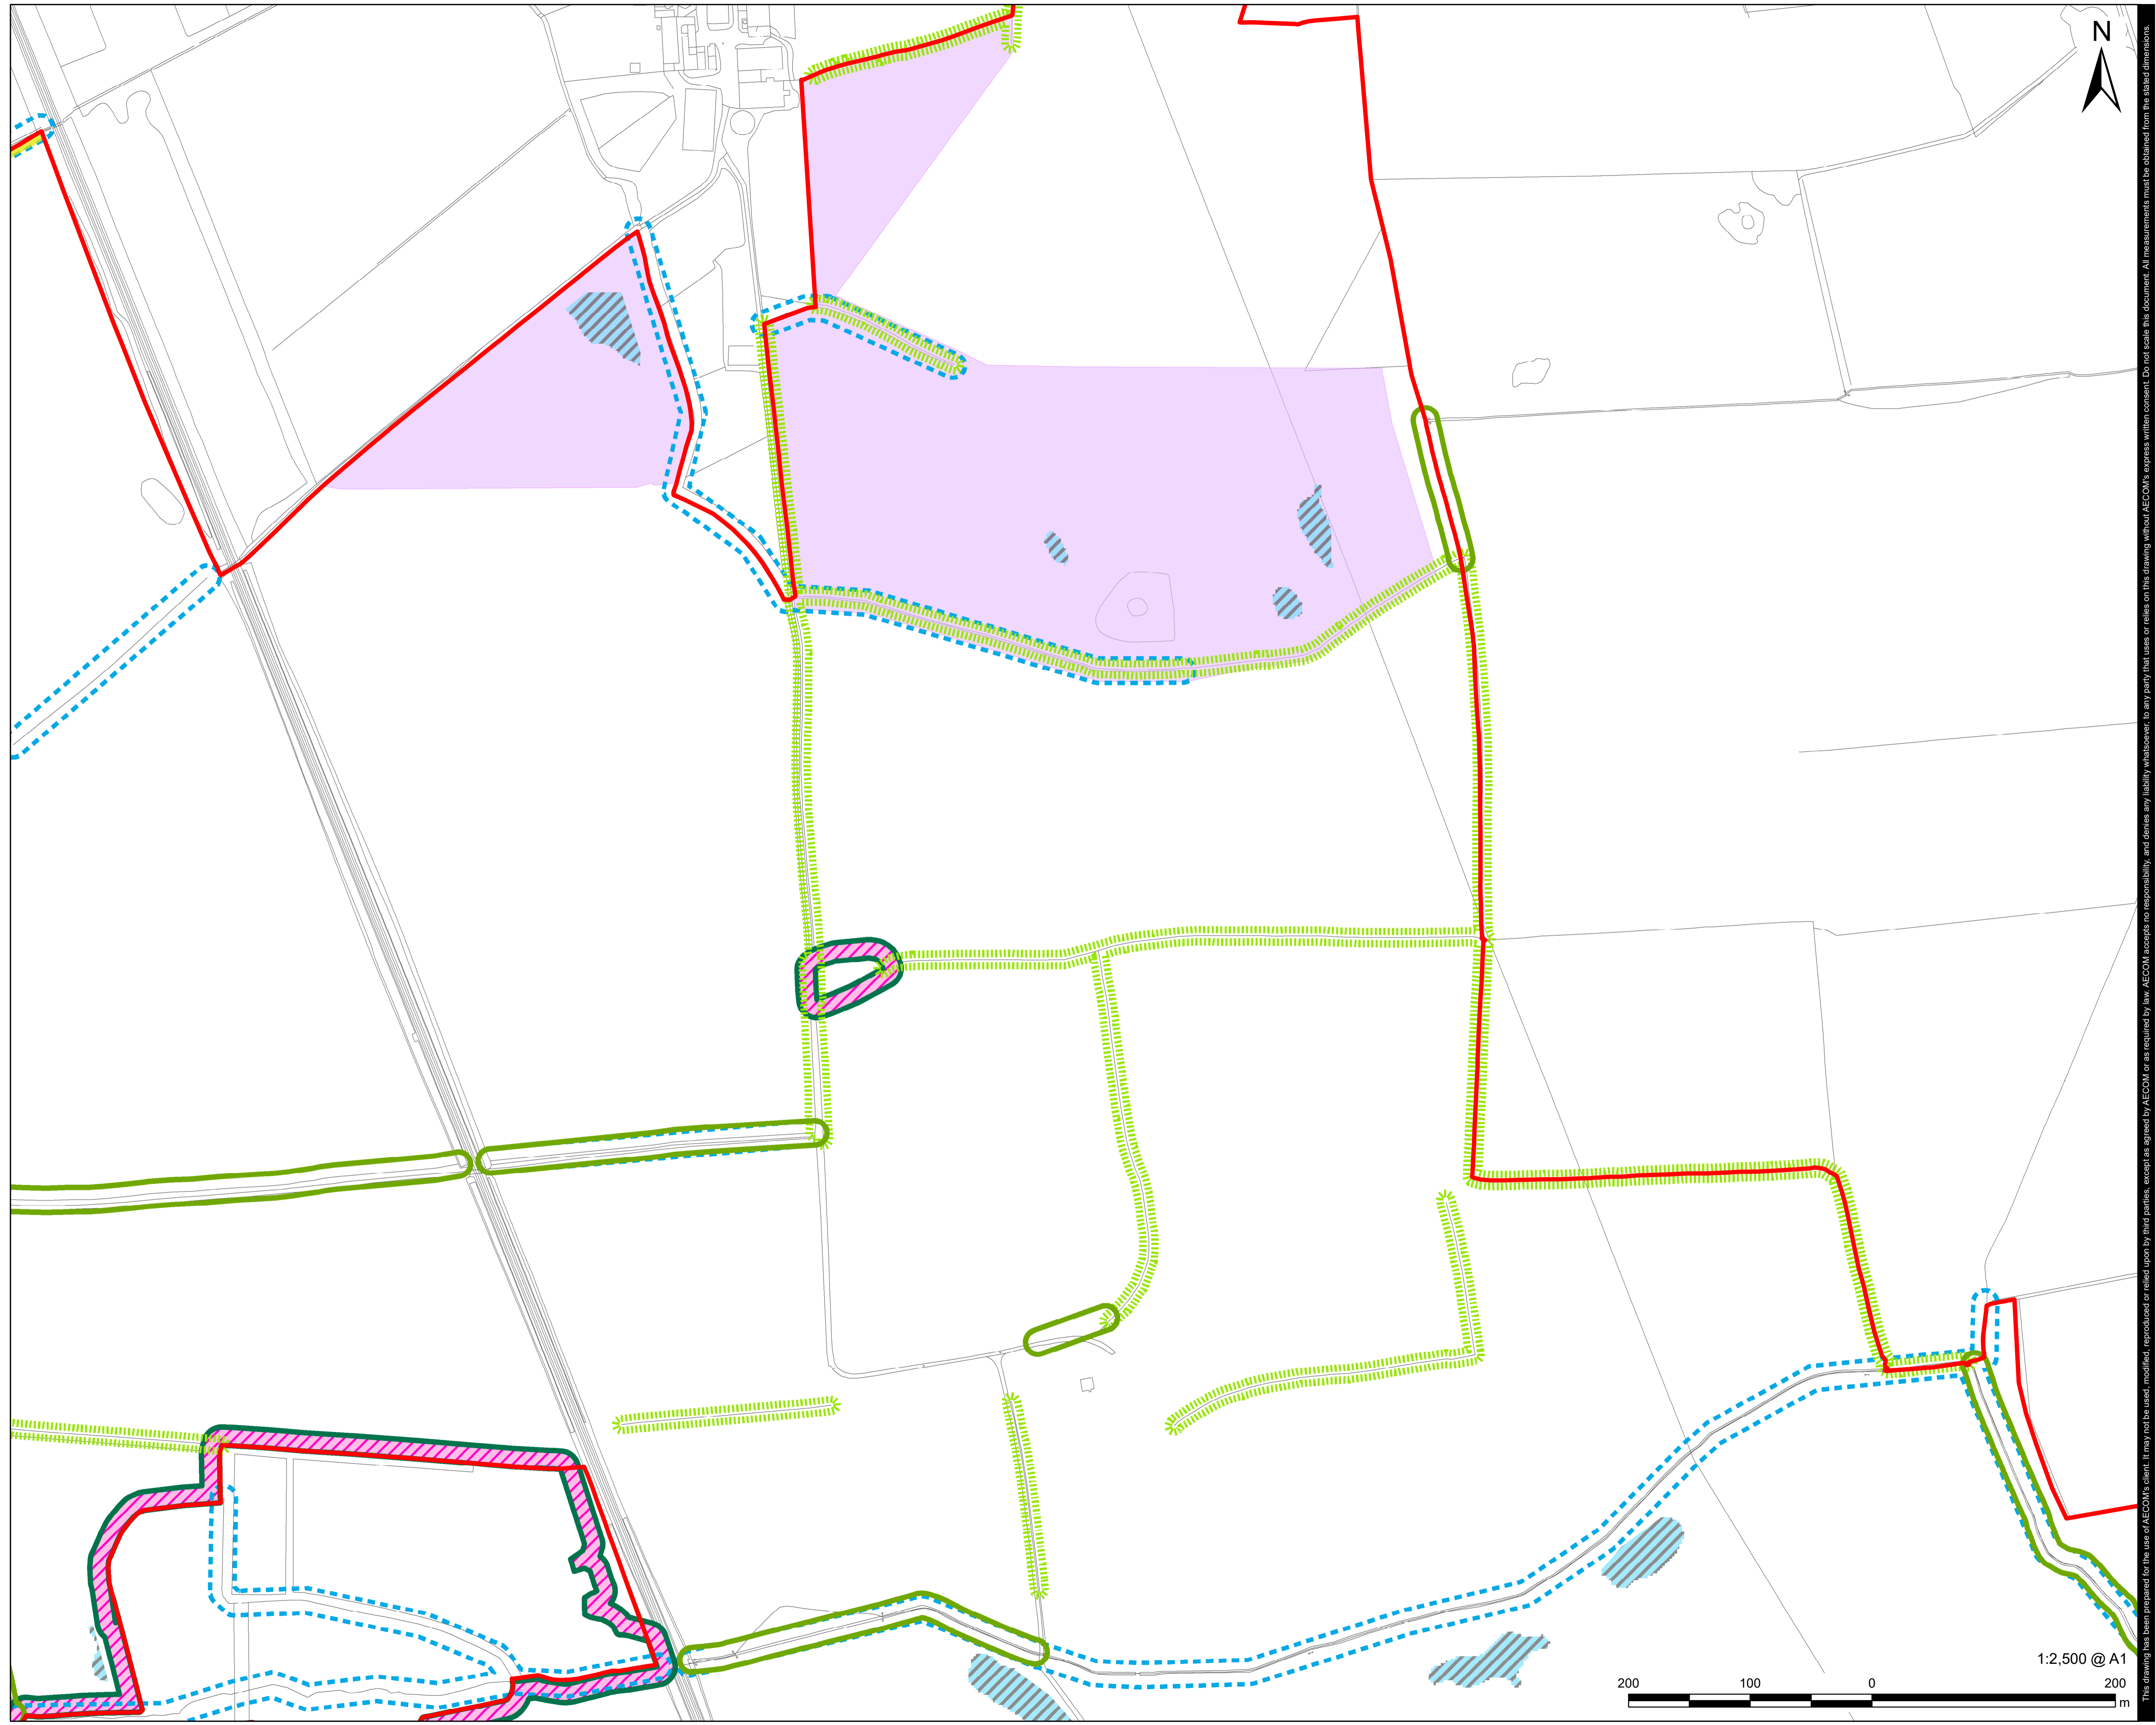 N
This drawing has been prepared for the use of AECOM's client. It may not be used, modified, reproduced or relied upon by third parties, except as agreed by AECOM or as required by law. AECOM accepts no responsibility, and denies any liability whatsoever, to any party that uses or relies on this drawing without AECOM's express written consent. Do not scale this document. All measurements must be obtained from the stated dimensions.
1:2,500 @ A1
200 100 0 200
m